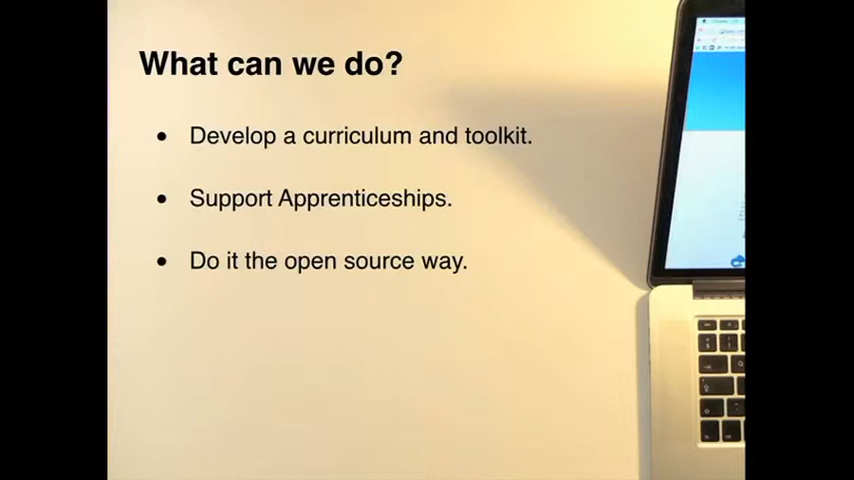 What can we do?
• Develop a curriculum and toolkit.
• Support Apprenticeships.
• Do it the open source way.